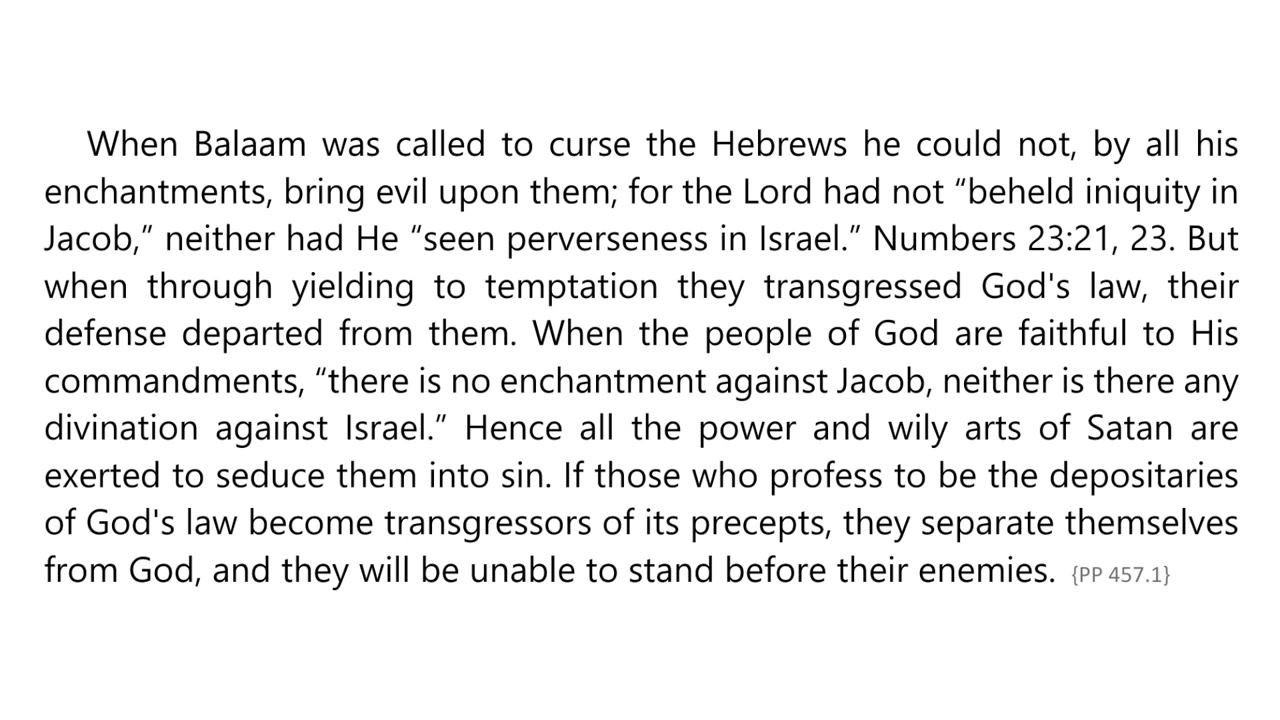 When Balaam was called to curse the Hebrews he could not, by all his
enchantments, bring evil upon them; for the Lord had not “beheld iniquity in
Jacob,” neither had He “seen perverseness in Israel.” Numbers 23:21, 23. But
when through yielding to temptation they transgressed God's law, their
defense departed from them. When the people of God are faithful to His
commandments, “there is no enchantment against Jacob, neither is there any
divination against Israel.” Hence all the power and wily arts of Satan are
exerted to seduce them into sin. If those who profess to be the depositaries
of God's law become transgressors of its precepts, they separate themselves
from God, and they will be unable to stand before their enemies. {PP 457.1}